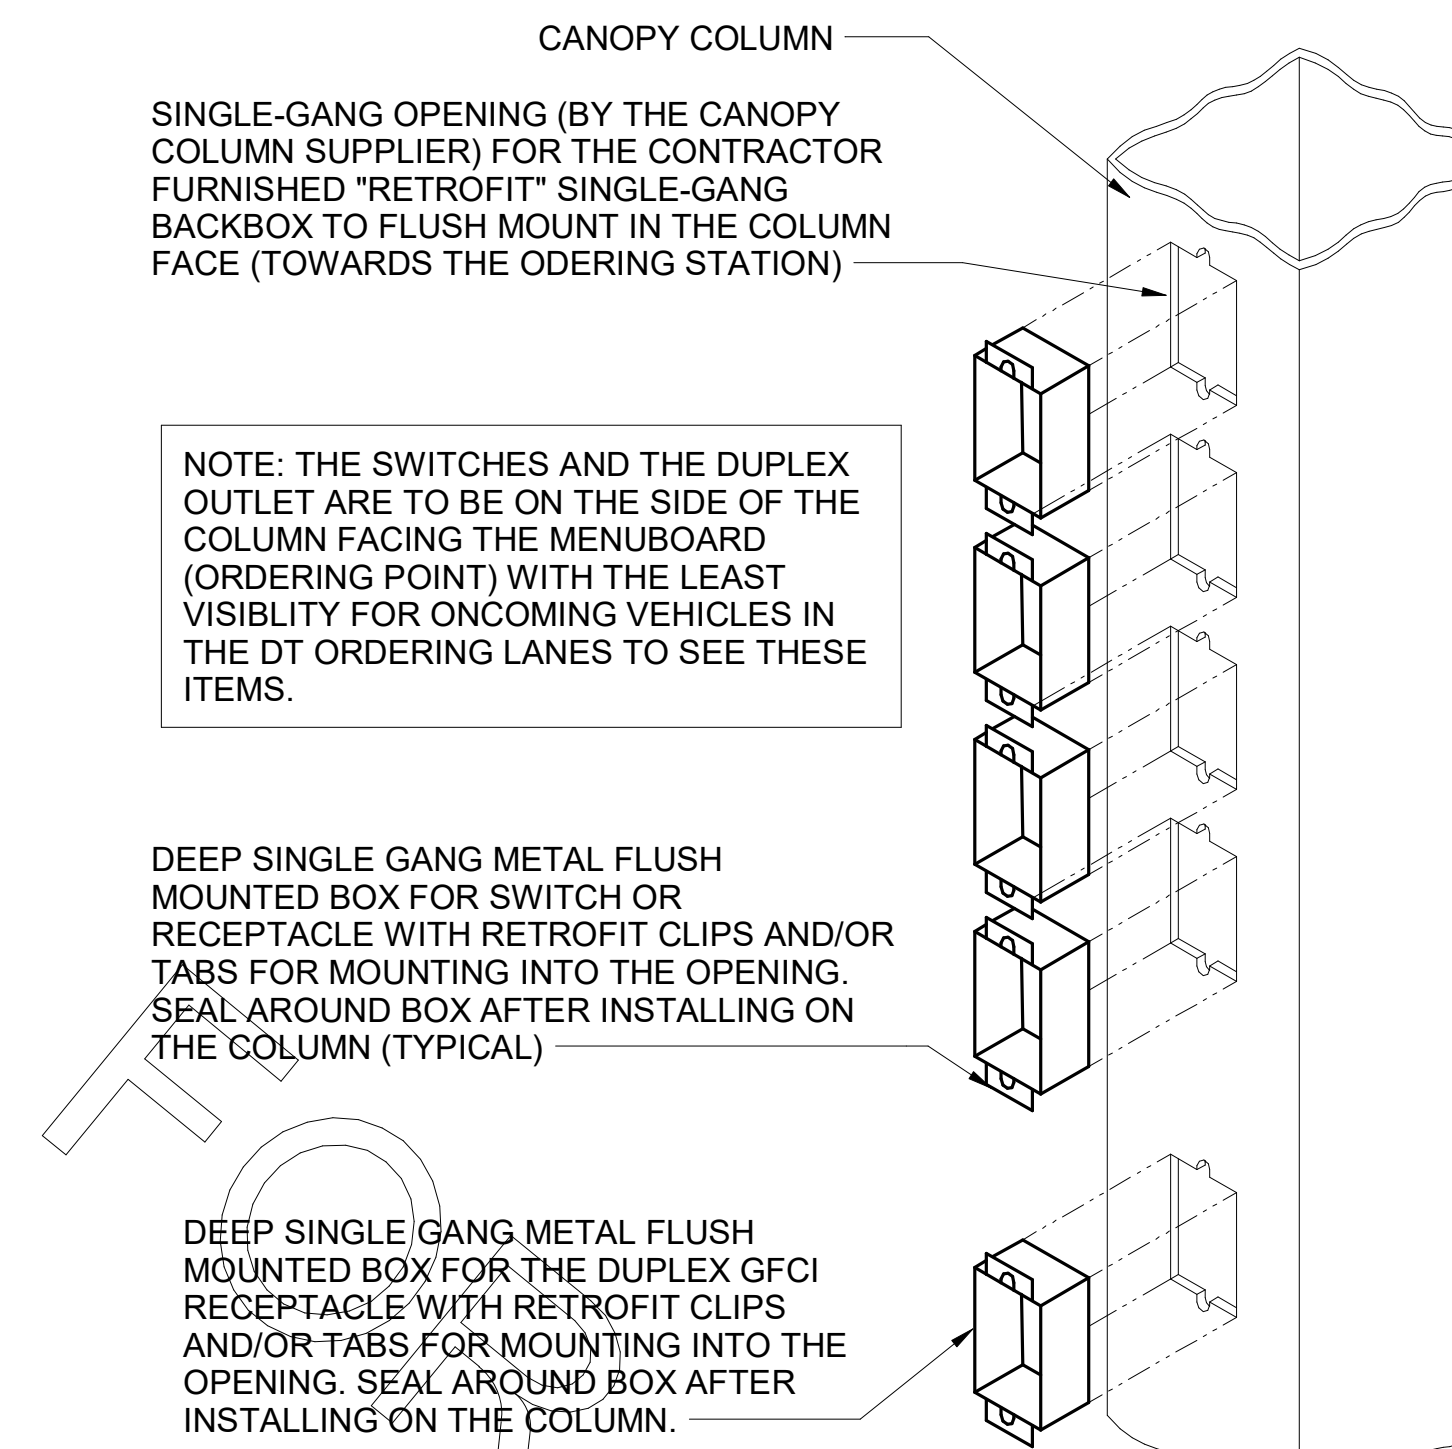 CANOPY COLUMN
SINGLE-GANG OPENING (BY THE CANOPY
COLUMN SUPPLIER) FOR THE CONTRACTOR
FURNISHED "RETROFIT" SINGLE-GANG
BACKBOX TO FLUSH MOUNT IN THE COLUMN
FACE (TOWARDS THE ODERING STATION)
NOTE: THE SWITCHES AND THE DUPLEX
OUTLET ARE TO BE ON THE SIDE OF THE
COLUMN FACING THE MENUBOARD
(ORDERING POINT) WITH THE LEAST
VISIBLITY FOR ONCOMING VEHICLES IN
THE DT ORDERING LANES TO SEE THESE
ITEMS.
DEEP SINGLE GANG METAL FLUSH
MOUNTED BOX FOR SWITCH OR
RECEPTACLE WITH RETROFIT CLIPS AND/OR
TABS FOR MOUNTING INTO THE OPENING.
SEAL AROUND BOX AFTER INSTALLING ON
THE COLUMN (TYPICAL)
DEEP SINGLE GANG METAL FLUSH
MOUNTED BOX FOR THE DUPLEX GFCI
RECEPTACLE WITH RETROFIT CLIPS
AND/OR TABS FOR MOUNTING INTO THE
OPENING. SEAL AROUND BOX AFTER
INSTALLING ON THE COLUMN.
FOR